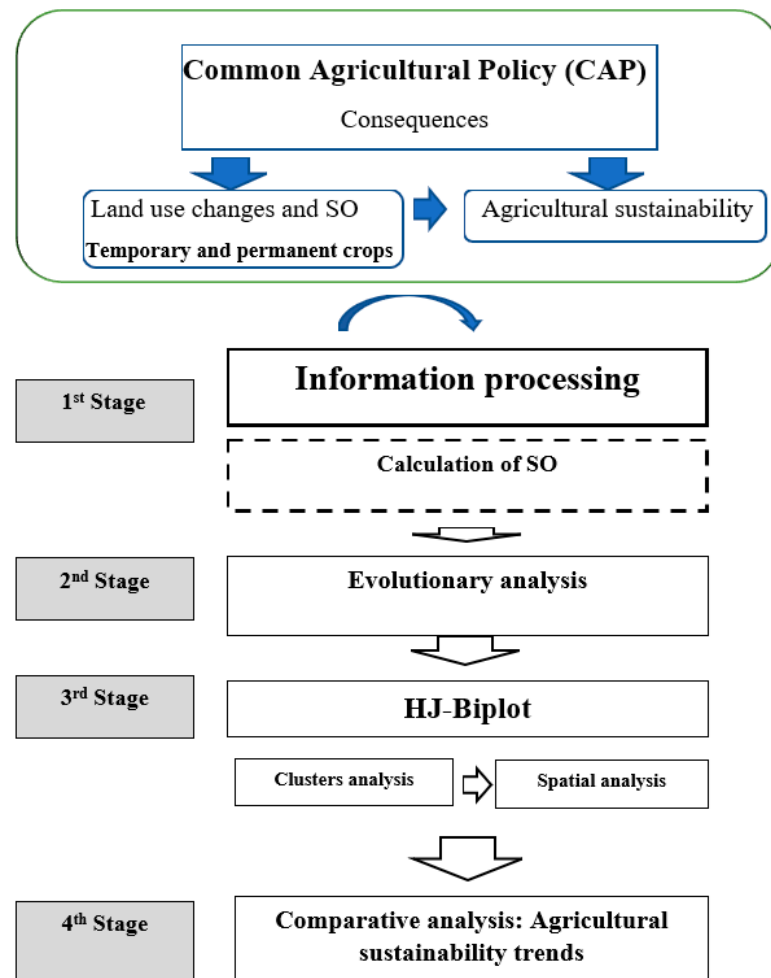 Common Agricultural Policy (CAP)
Consequences
Land use changes and SO
Temporary and permanent crops
Agricultural sustainability
1st Stage
Information processing
Calculation of SO
2nd Stage
Evolutionary analysis
3rd Stage
HJ-Biplot
Clusters analysis
Spatial analysis
4th Stage
Comparative analysis: Agricultural
sustainability trends